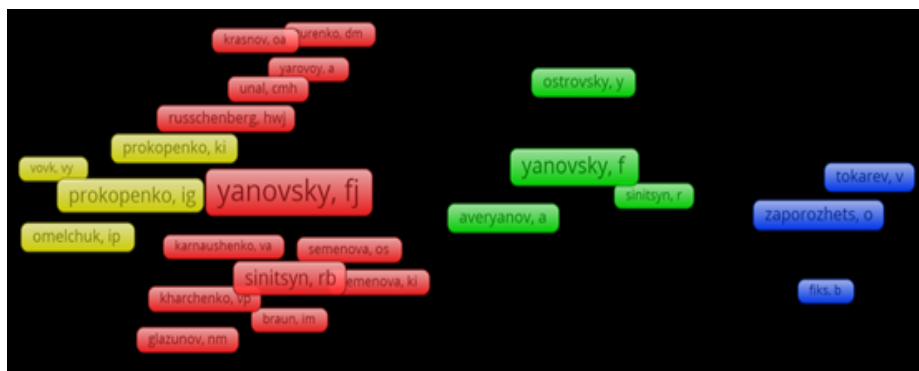 krasnov, oa
urenko, dm
yarovoy, a
unal, cmh
ostrovsky, y
russchenberg, hwj
prokopenko, ki
vovk, vy
yanovsky, f
tokarev, v
prokopenko, ig
yanovsky, fj
sinitsyn, r
averyanov, a
zaporozhets, o
omelchuk, ip
karnaushenko, va
semenova, os
sinitsyn, rb
emenova, ki
fiks, b
kharchenko, vp
braun, im
glazunov, nm